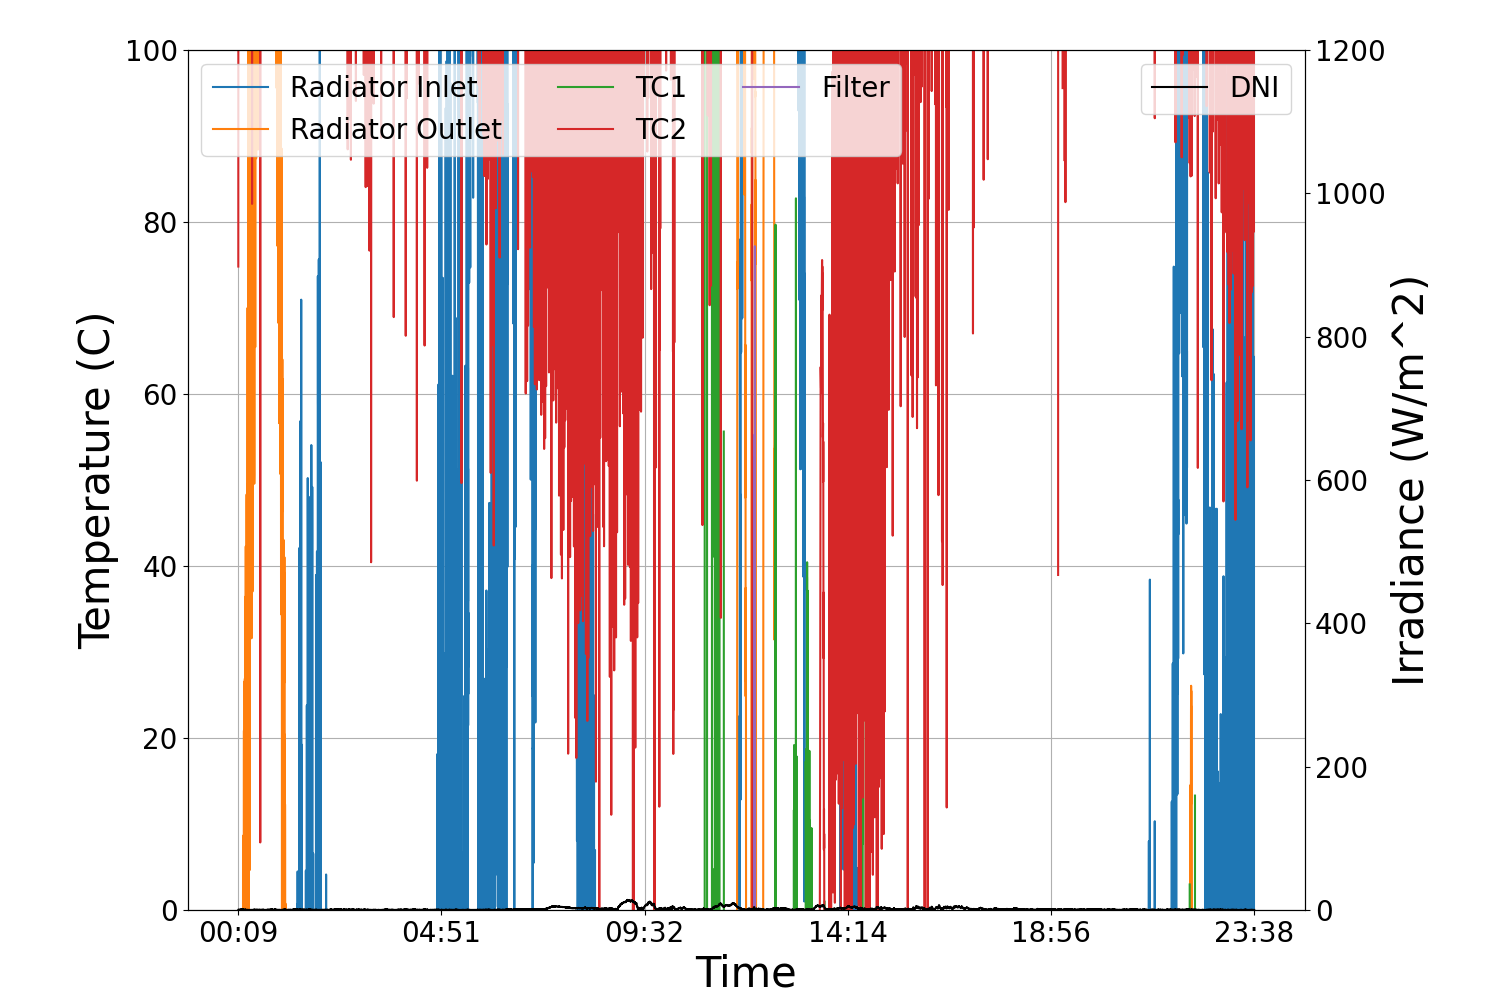 100
80
60
40
20
0
Temperature (C)
Radiator Inlet
Radiator Outlet
TC1
TC2
Filter
DNI
1200
1000
800
600
400
200
0
Irradiance (W/m^2)
00:09
04:51
09:32
14:14
18:56
23:38
Time